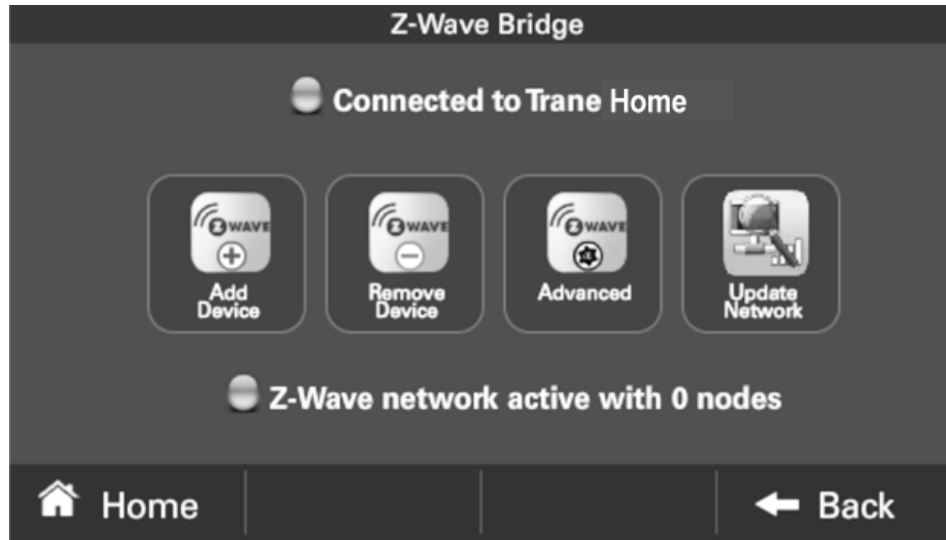 Z-Wave Bridge
Connected to Trane Home
Z WAVE
Z WAVE
Z WAVE
Add
Device
Remove
Device
Advanced
Update
Network
Z-Wave network active with 0 nodes
Home
Back